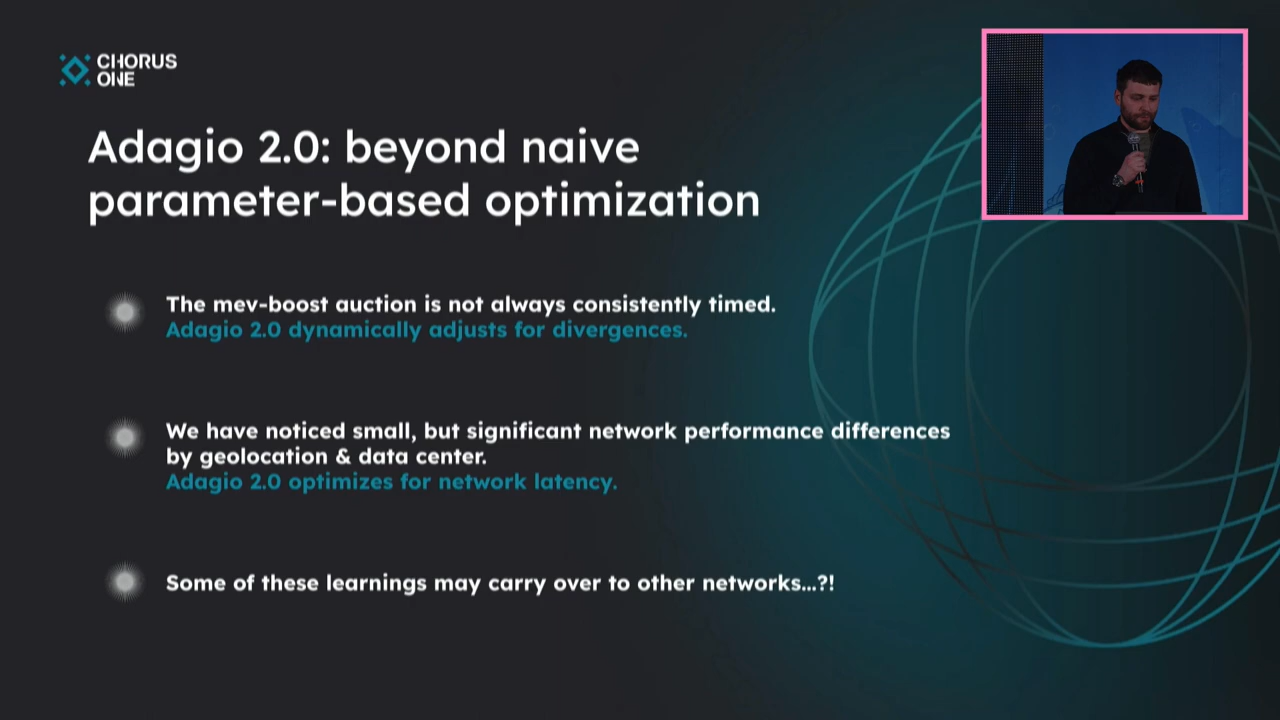 CHORUS
ONE
Adagio 2.0: beyond naive
parameter-based optimization
The mev-boost auction is not always consistently timed.
Adagio 2.0 dynamically adjusts for divergences.
We have noticed small, but significant network performance differences
by geolocation & data center.
Adagio 2.0 optimizes for network latency.
Some of these learnings may carry over to other networks...?!